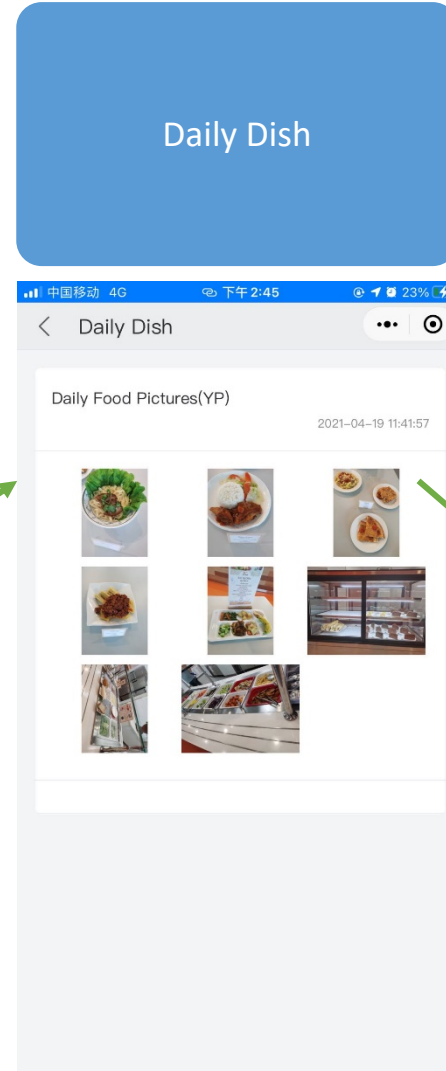 Daily Dish
中国移动 4G 下午2:45 23%
Daily Dish
Daily Food Pictures(YP)
2021-04-19 11:41:57